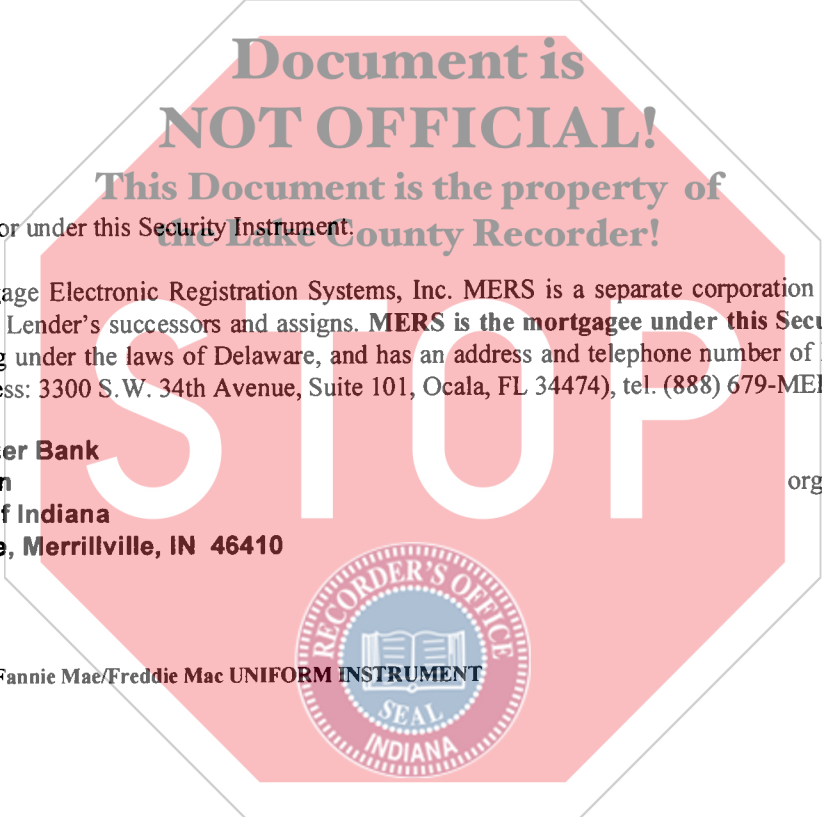 Document is
NOT OFFICIAL!
This Document is the property of
the Lake County Recorder!
or under this Security Instrument.
age Electronic Registration Systems, Inc. MERS is a separate corporation
Lender's successors and assigns. MERS is the mortgagee under this Secu
g under the laws of Delaware, and has an address and telephone number of
ess: 3300 S.W. 34th Avenue, Suite 101, Ocala, FL 34474), tel. (888) 679-MER
er Bank
n org
f Indiana
e, Merrillville, IN 46410
STOP
RECORDER'S OFFICE
Fannie Mae/Freddie Mac UNIFORM INSTRUMENT
SEAL
INDIANA